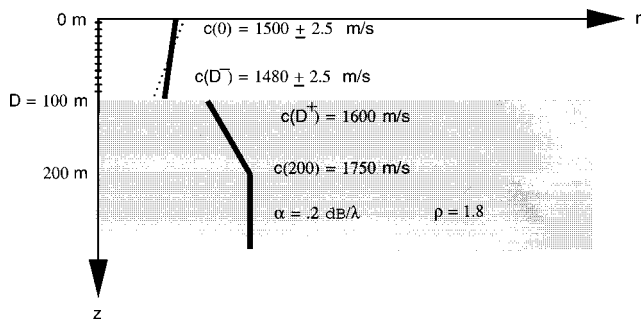 0 m
r
c(0) = 1500 ± 2.5 m/s
c(D⁻) = 1480 ± 2.5 m/s
D = 100 m
c(D⁺) = 1600 m/s
200 m
c(200) = 1750 m/s
α = .2 dB/λ ρ = 1.8
z